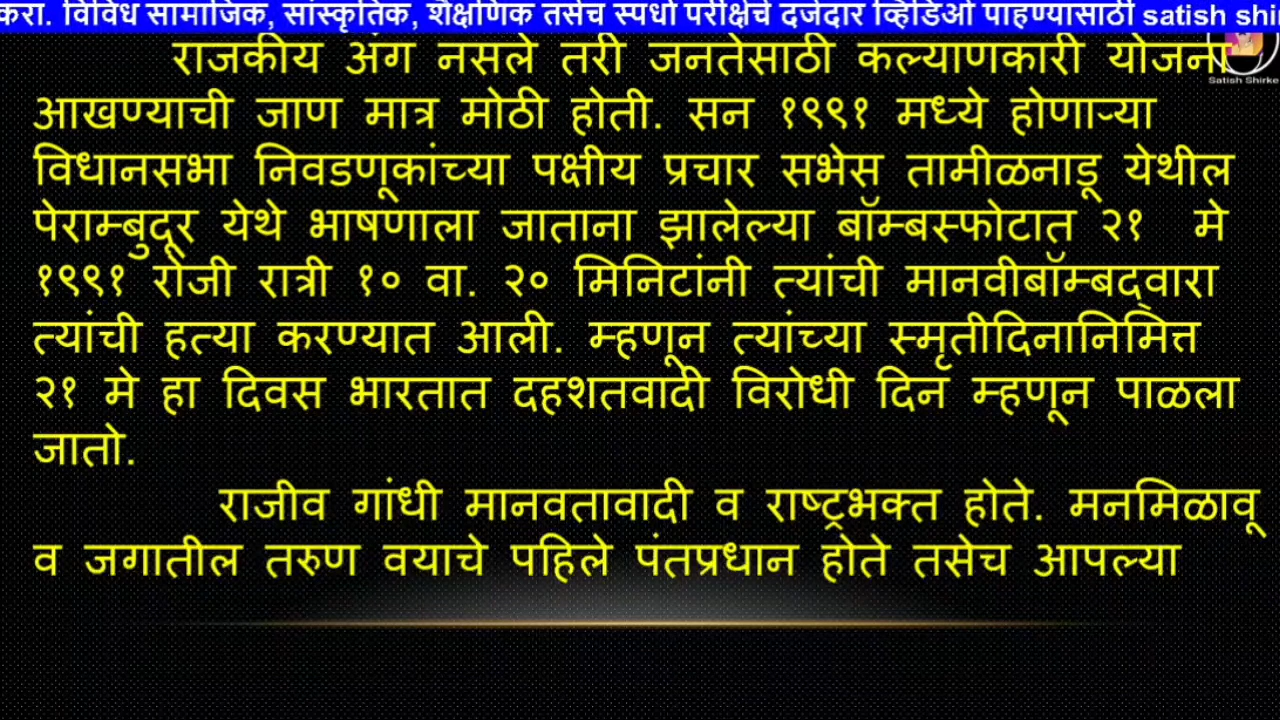 करा. विविध सामाजिक, सांस्कृतिक, शैक्षणिक तसेच स्पर्धा परीक्षेचे दर्जेदार व्हिडिओ पाहण्यासाठी satish shi
राजकीय अंग नसले तरी जनतेसाठी कल्याणकारी योजना
Satish Shirke
आखण्याची जाण मात्र मोठी होती. सन १९९१ मध्ये होणाऱ्या
विधानसभा निवडणूकांच्या पक्षीय प्रचार सभेस तामीळनाडू येथील
पेराम्बुदूर येथे भाषणाला जाताना झालेल्या बॉम्बस्फोटात २१ मे
१९९१ रोजी रात्री १० वा. २० मिनिटांनी त्यांची मानवीबॉम्बद्वारा
त्यांची हत्या करण्यात आली. म्हणून त्यांच्या स्मृतीदिनानिमित्त
२१ मे हा दिवस भारतात दहशतवादी विरोधी दिन म्हणून पाळला
जातो.
राजीव गांधी मानवतावादी व राष्ट्रभक्त होते. मनमिळावू
व जगातील तरुण वयाचे पहिले पंतप्रधान होते तसेच आपल्या